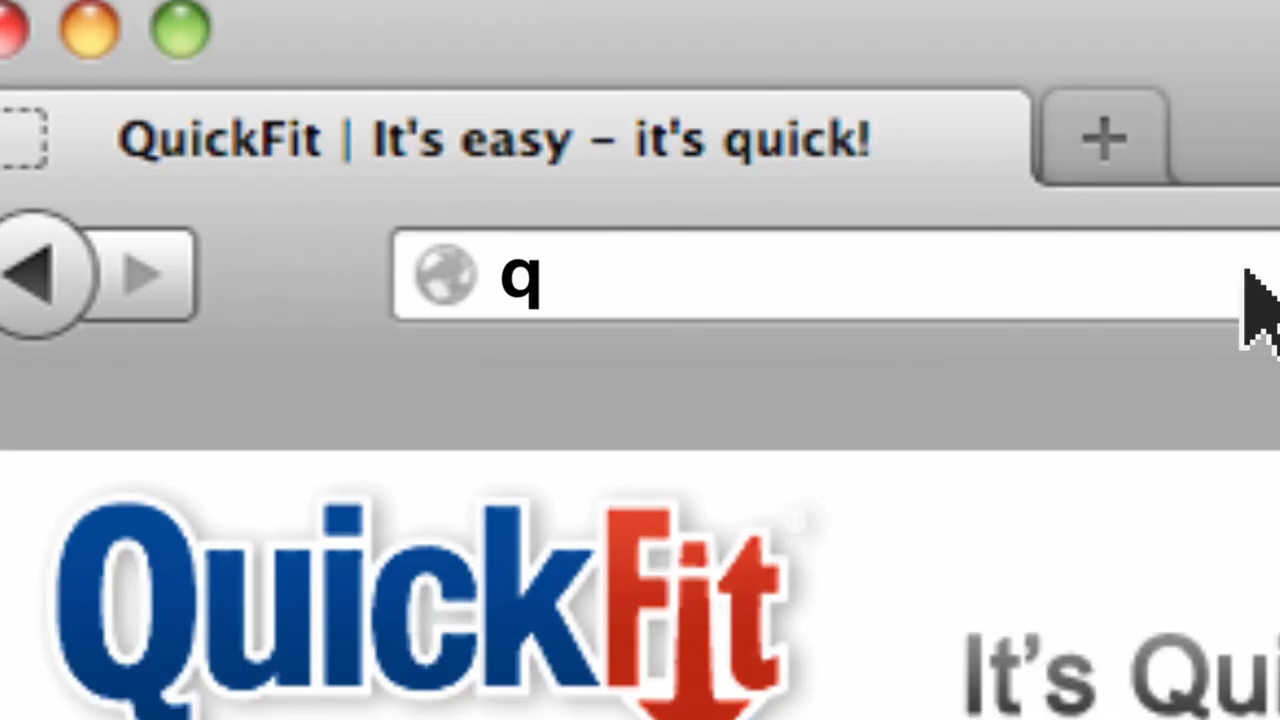 QuickFit | It's easy – it's quick!
q
QuickFit
It's Qui